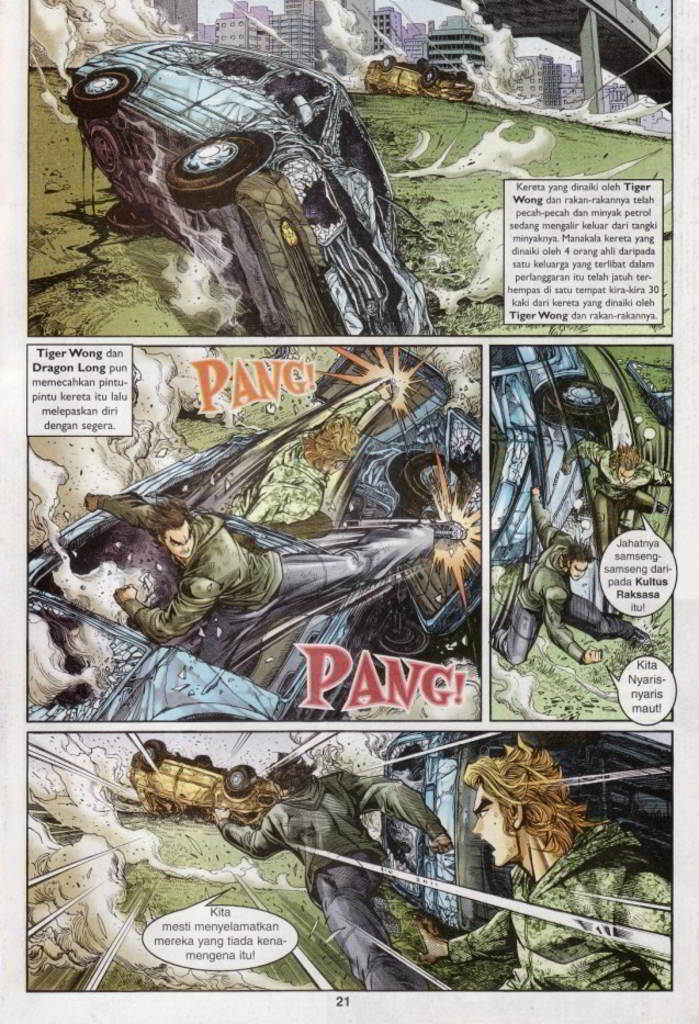 Kereta yang dinaiki oleh Tiger
Wong dan rakan-rakannya telah
pecah-pecah dan minyak petrol
sedang mengalir keluar dari tangki
minyaknya. Manakala kereta yang
dinaiki oleh 4 orang ahli daripada
satu keluarga yang terlibat dalam
perlanggaran itu telah jatuh ter-
hempas di satu tempat kira-kira 30
kaki dari kereta yang dinaiki oleh
Tiger Wong dan rakan-rakannya.
Tiger Wong dan
Dragon Long pun
memecahkan pintu-
pintu kereta itu lalu
melepaskan diri
dengan segera.
PANG!
PANG!
Jahatnya
samseng-
samseng dari-
pada Kultus
Raksasa
itu!
Kita
Nyaris-
nyaris
maut!
Kita
mesti menyelamatkan
mereka yang tiada kena-
mengena itu!
21